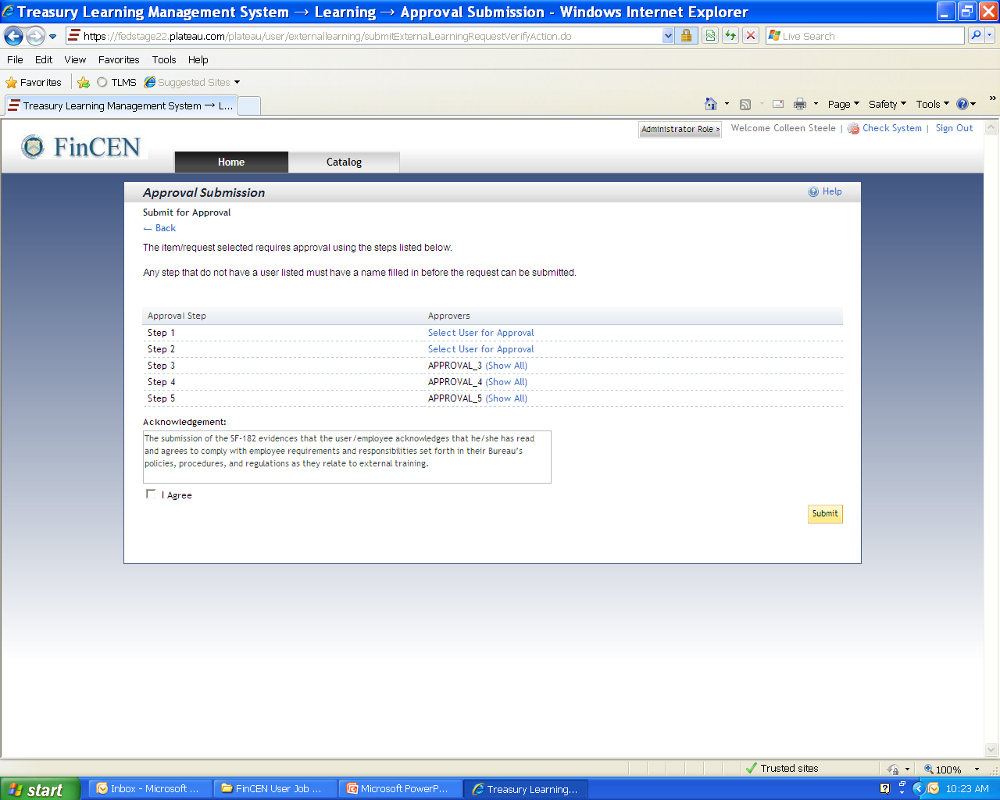 Treasury Learning Management System → Learning → Approval Submission - Windows Internet Explorer
https://fedstage22.plateau.com/plateau/user/externallearning/submitExternalLearningRequestVerifyAction.do
Live Search
File Edit View Favorites Tools Help
Favorites TLMS Suggested Sites
Treasury Learning Management System → L...
Page Safety Tools »
Administrator Role > Welcome Colleen Steele | Check System | Sign Out
FinCEN
Home Catalog
Approval Submission Help
Submit for Approval
← Back
The item/request selected requires approval using the steps listed below.
Any step that do not have a user listed must have a name filled in before the request can be submitted.
Approval Step Approvers
Step 1 Select User for Approval
Step 2 Select User for Approval
Step 3 APPROVAL_3 (Show All)
Step 4 APPROVAL_4 (Show All)
Step 5 APPROVAL_5 (Show All)
Acknowledgement:
The submission of the SF-182 evidences that the user/employee acknowledges that he/she has read
and agrees to comply with employee requirements and responsibilities set forth in their Bureau's
policies, procedures, and regulations as they relate to external training.
I Agree
Submit
Trusted sites 100%
start Inbox - Microsoft ... FinCEN User Job ... Microsoft PowerP... Treasury Learning... 10:23 AM